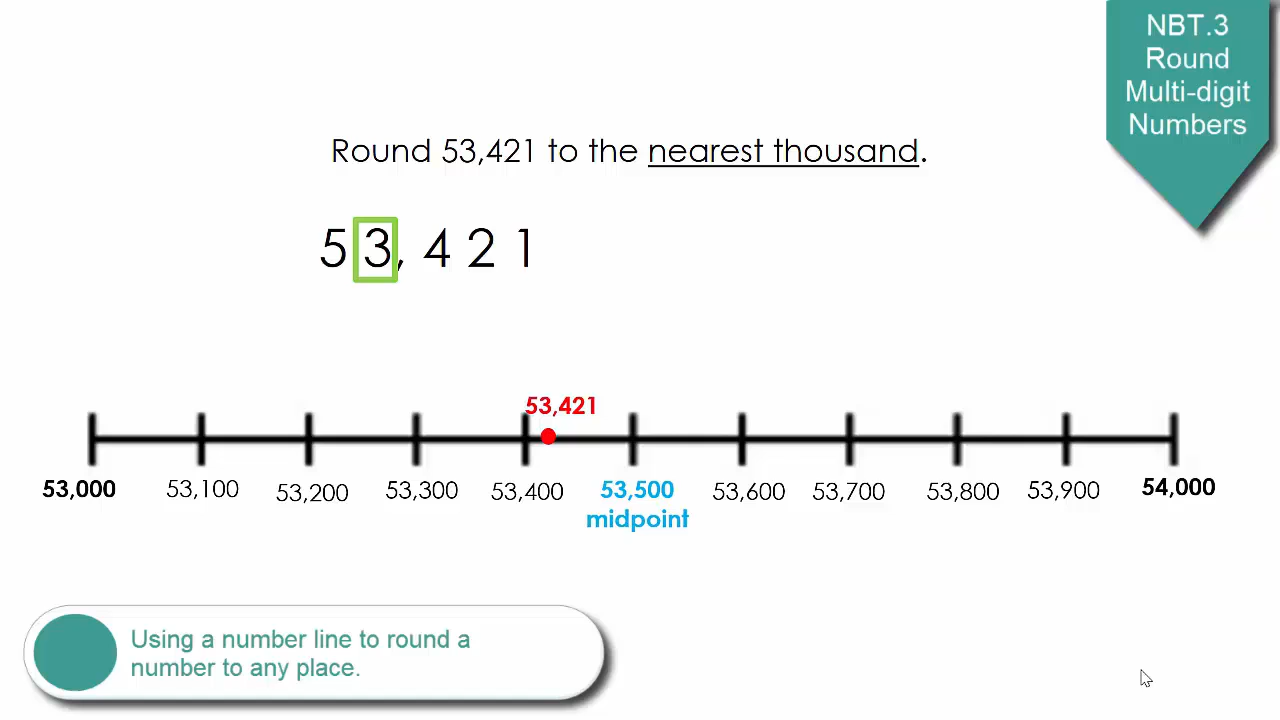 NBT.3
Round
Multi-digit
Numbers
Round 53,421 to the nearest thousand.
5 3, 4 2 1
53,421
53,000 53,100 53,200 53,300 53,400 53,500 53,600 53,700 53,800 53,900 54,000
midpoint
Using a number line to round a
number to any place.